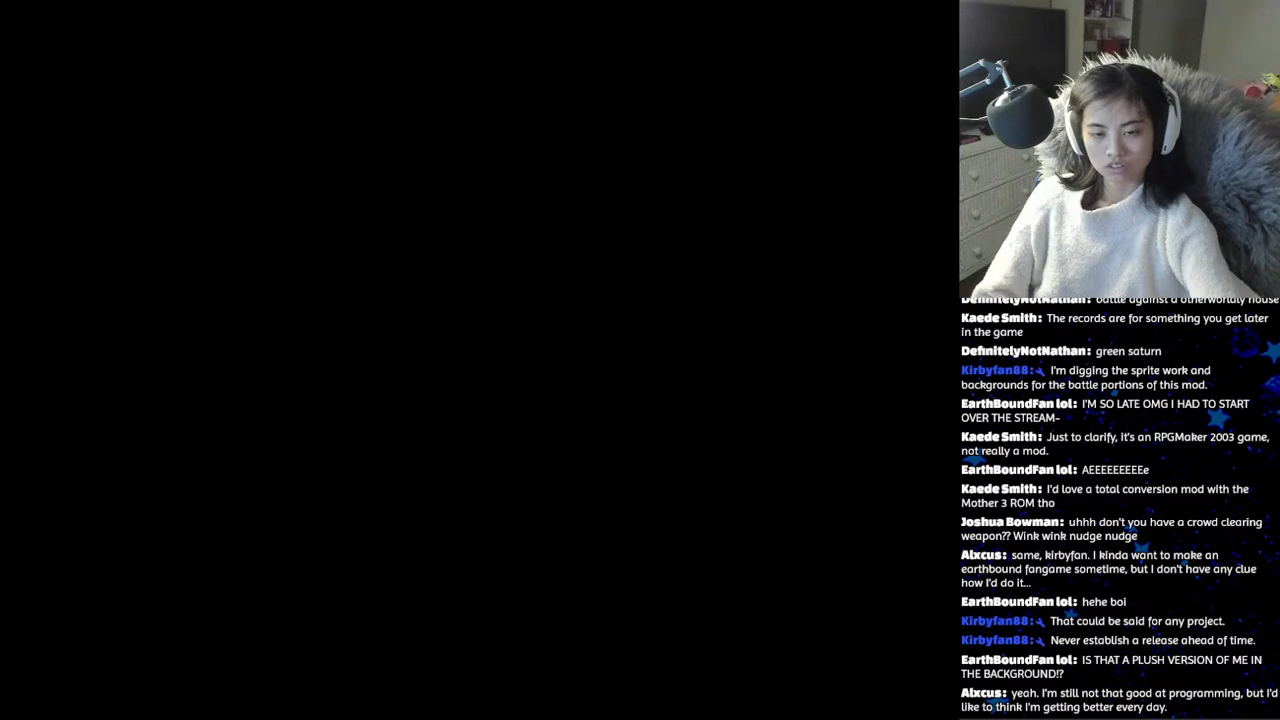 DefinitelyNotNathan: battle against a otherworldly house
Kaede Smith: The records are for something you get later
in the game
DefinitelyNotNathan: green saturn
Kirbyfan88: I'm digging the sprite work and
backgrounds for the battle portions of this mod.
EarthBoundFan lol: I'M SO LATE OMG I HAD TO START
OVER THE STREAM-
Kaede Smith: Just to clarify, it's an RPGMaker 2003 game,
not really a mod.
EarthBoundFan lol: AEEEEEEEEEe
Kaede Smith: I'd love a total conversion mod with the
Mother 3 ROM tho
Joshua Bowman: uhhh don't you have a crowd clearing
weapon?? Wink wink nudge nudge
Alxcus: same, kirbyfan. I kinda want to make an
earthbound fangame sometime, but I don't have any clue
how I'd do it...
EarthBoundFan lol: hehe boi
Kirbyfan88: That could be said for any project.
Kirbyfan88: Never establish a release ahead of time.
EarthBoundFan lol: IS THAT A PLUSH VERSION OF ME IN
THE BACKGROUND!?
Alxcus: yeah. I'm still not that good at programming, but I'd
like to think I'm getting better every day.